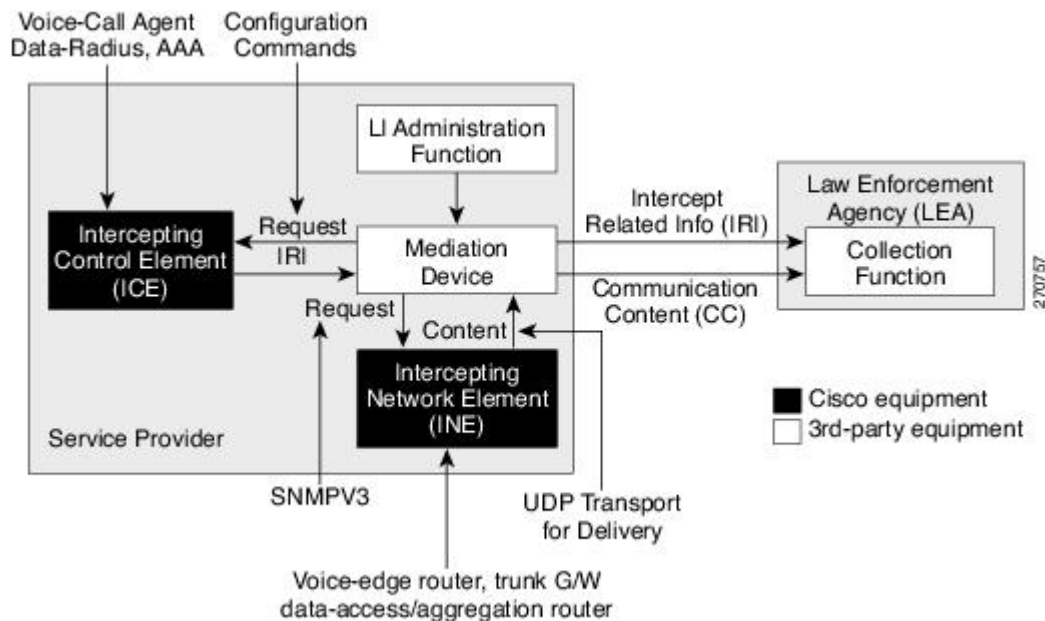 Voice-Call Agent
Data-Radius, AAA
Configuration
Commands
LI Administration
Function
Law Enforcement
Agency (LEA)
Intercept
Related Info (IRI)
Request
IRI
Intercepting
Control Element
(ICE)
Mediation
Device
Collection
Function
Communication
Content (CC)
270757
Request
Content
Intercepting
Network Element
(INE)
Service Provider
Cisco equipment
3rd-party equipment
SNMPV3
UDP Transport
for Delivery
Voice-edge router, trunk G/W
data-access/aggregation router